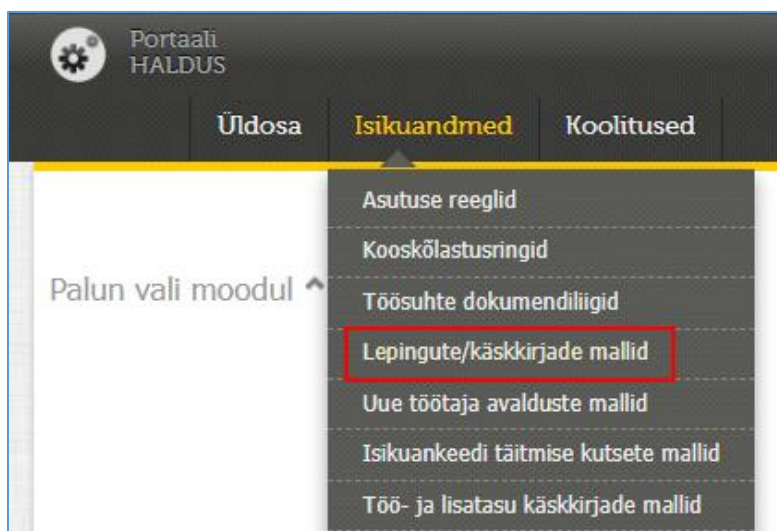 Portaali
HALDUS
Üldosa Isikuandmed Koolitused
Asutuse reeglid
Kooskõlastusringid
Palun vali moodul
Töösuhte dokumendiliigid
Lepingute/käskkirjade mallid
Uue töötaja avalduste mallid
Isikuankeedi täitmise kutsete mallid
Töö- ja lisatasu käskkirjade mallid